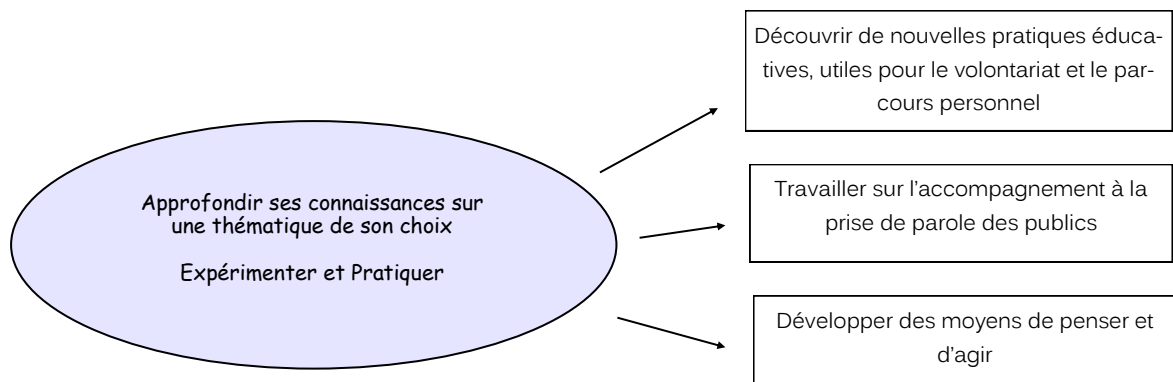 Découvrir de nouvelles pratiques éduca-
tives, utiles pour le volontariat et le par-
cours personnel
Approfondir ses connaissances sur
une thématique de son choix
Expérimenter et Pratiquer
Travailler sur l'accompagnement à la
prise de parole des publics
Développer des moyens de penser et
d'agir